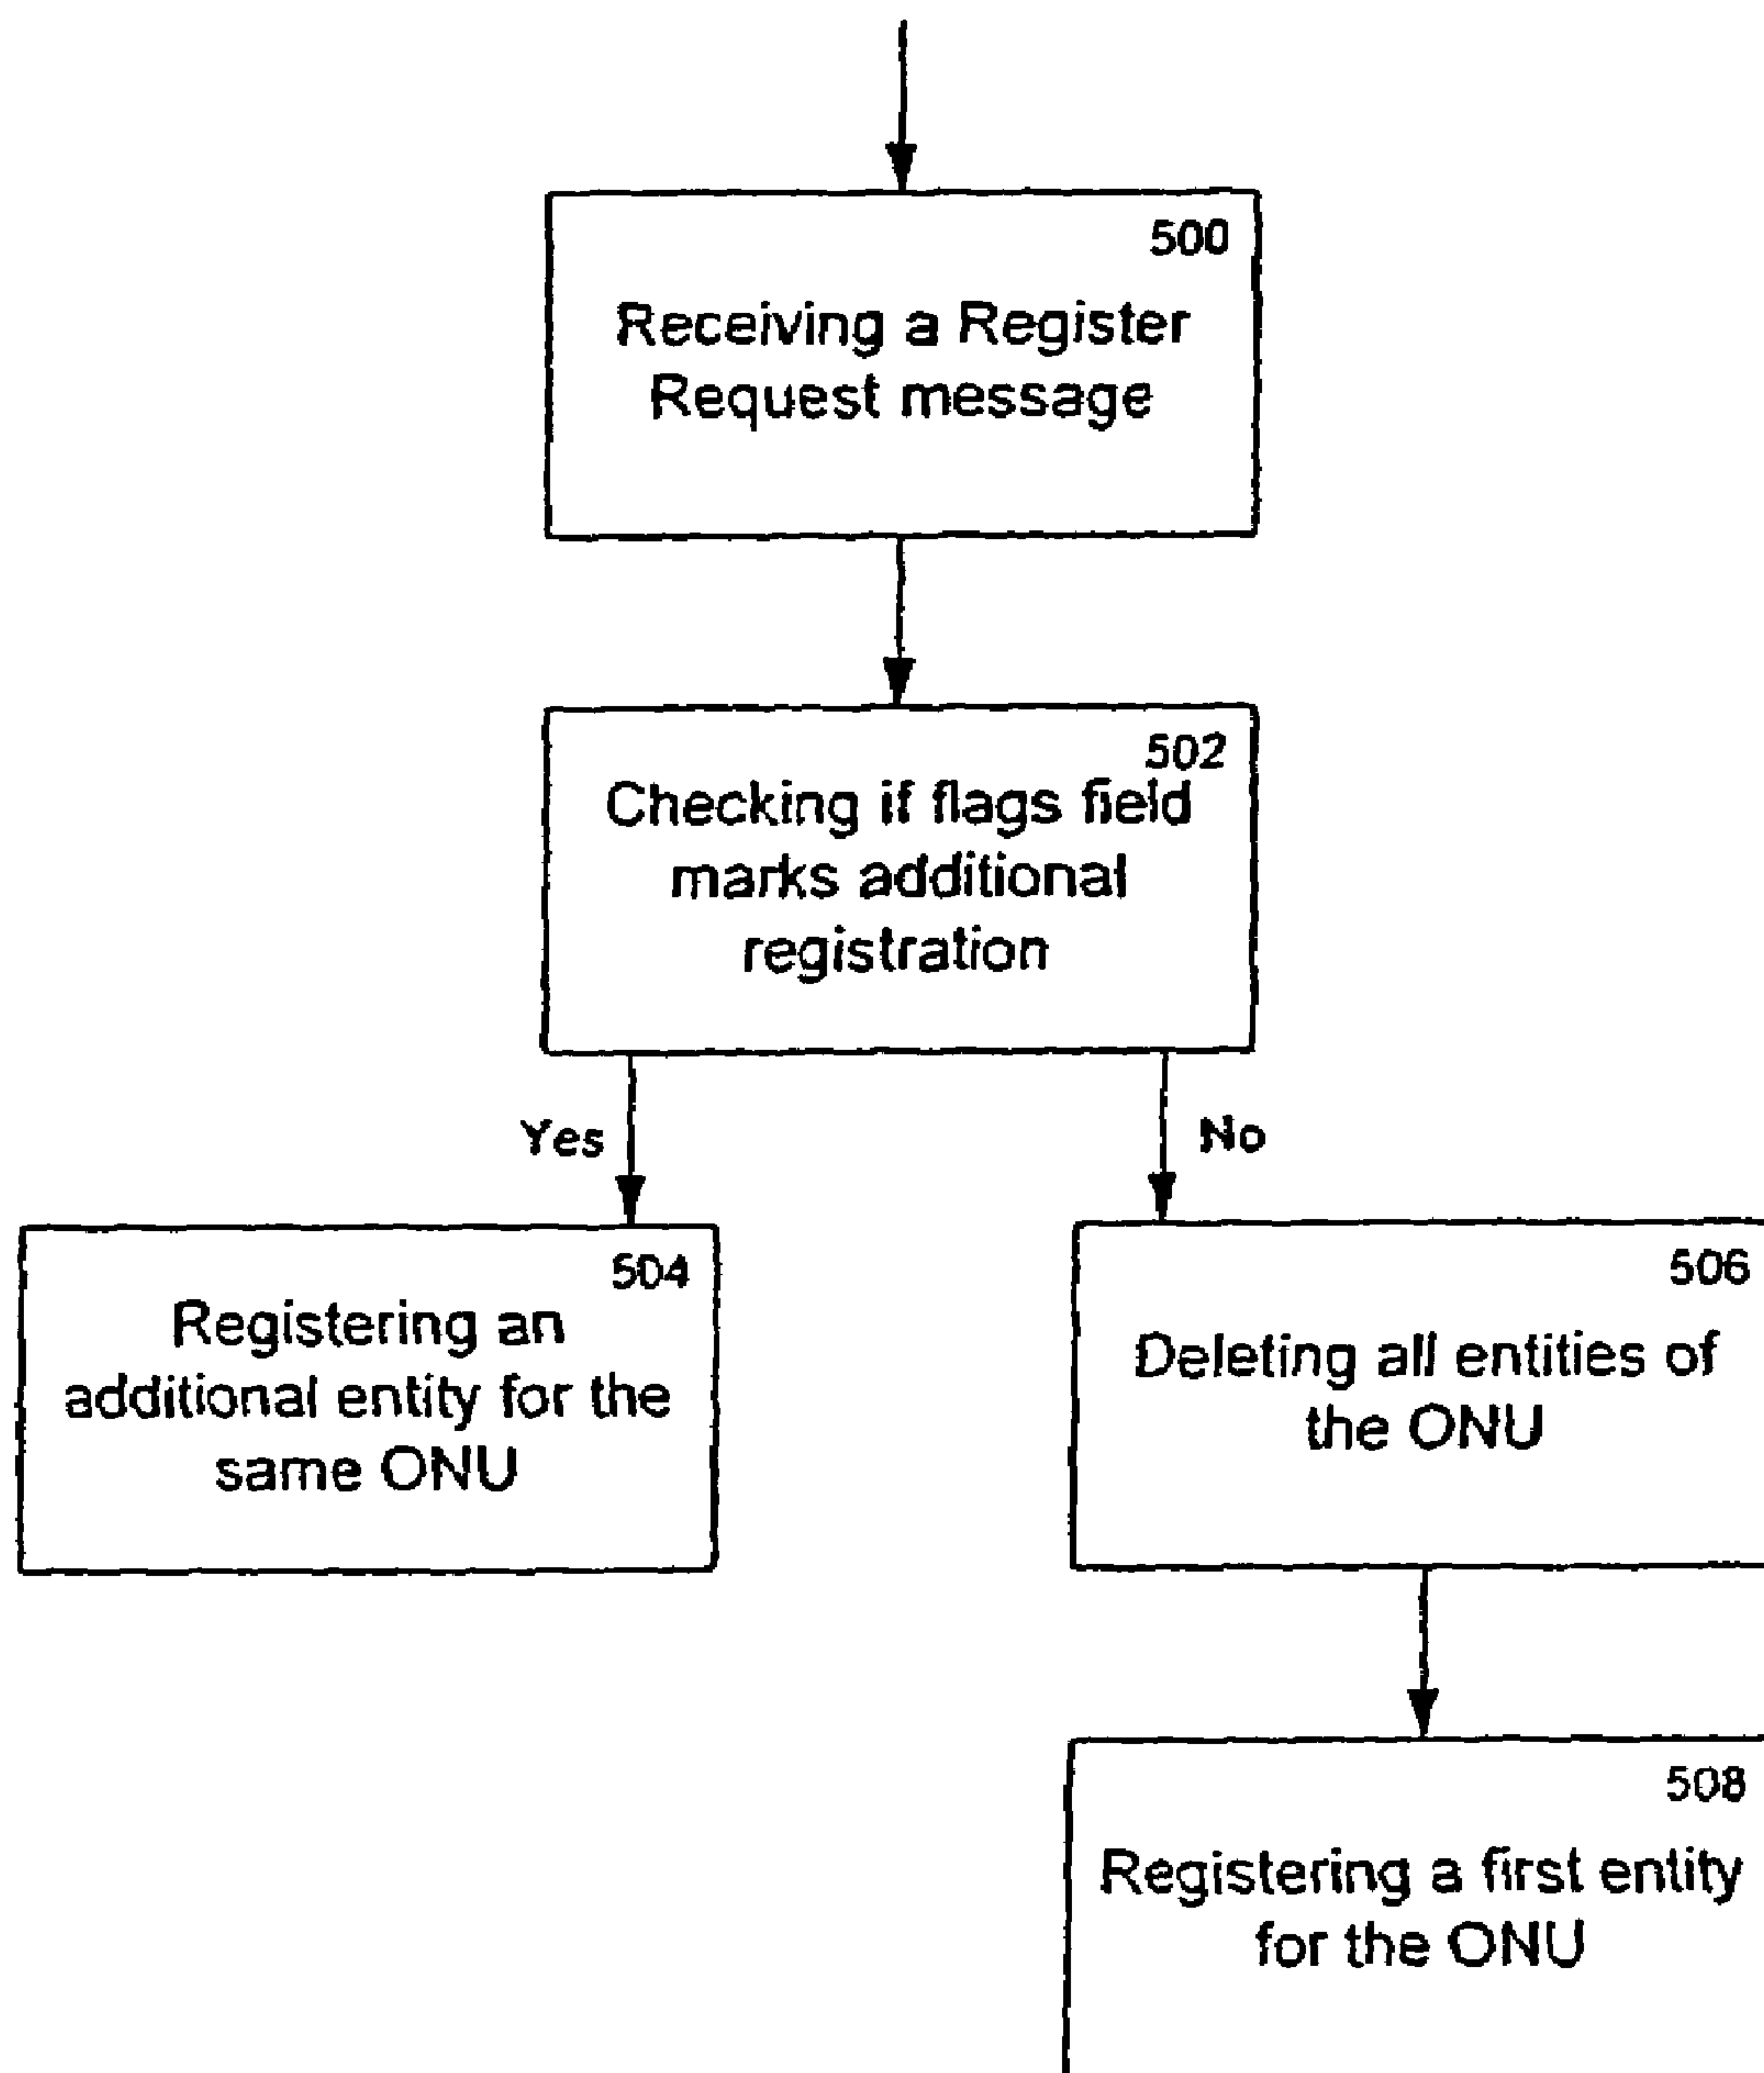 500
Receiving a Register
Request message
502
Checking if flags field
marks additional
registration
Yes
No
504
Registering an
additional entity for the
same ONU
506
Deleting all entities of
the ONU
508
Registering a first entity
for the ONU